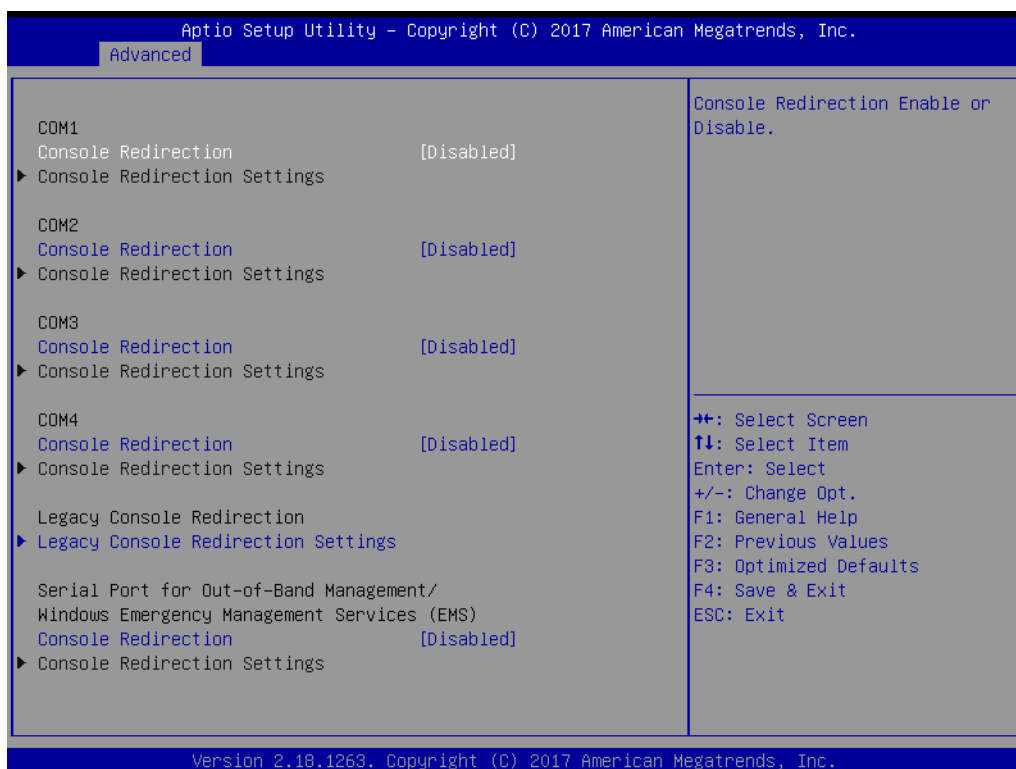 Aptio Setup Utility – Copyright (C) 2017 American Megatrends, Inc.
Advanced
COM1
Console Redirection [Disabled]
Console Redirection Settings
COM2
Console Redirection [Disabled]
Console Redirection Settings
COM3
Console Redirection [Disabled]
Console Redirection Settings
COM4
Console Redirection [Disabled]
Console Redirection Settings
Legacy Console Redirection
Legacy Console Redirection Settings
Serial Port for Out-of-Band Management/
Windows Emergency Management Services (EMS)
Console Redirection [Disabled]
Console Redirection Settings
Console Redirection Enable or
Disable.
→←: Select Screen
↑↓: Select Item
Enter: Select
+/-: Change Opt.
F1: General Help
F2: Previous Values
F3: Optimized Defaults
F4: Save & Exit
ESC: Exit
Version 2.18.1263. Copyright (C) 2017 American Megatrends, Inc.